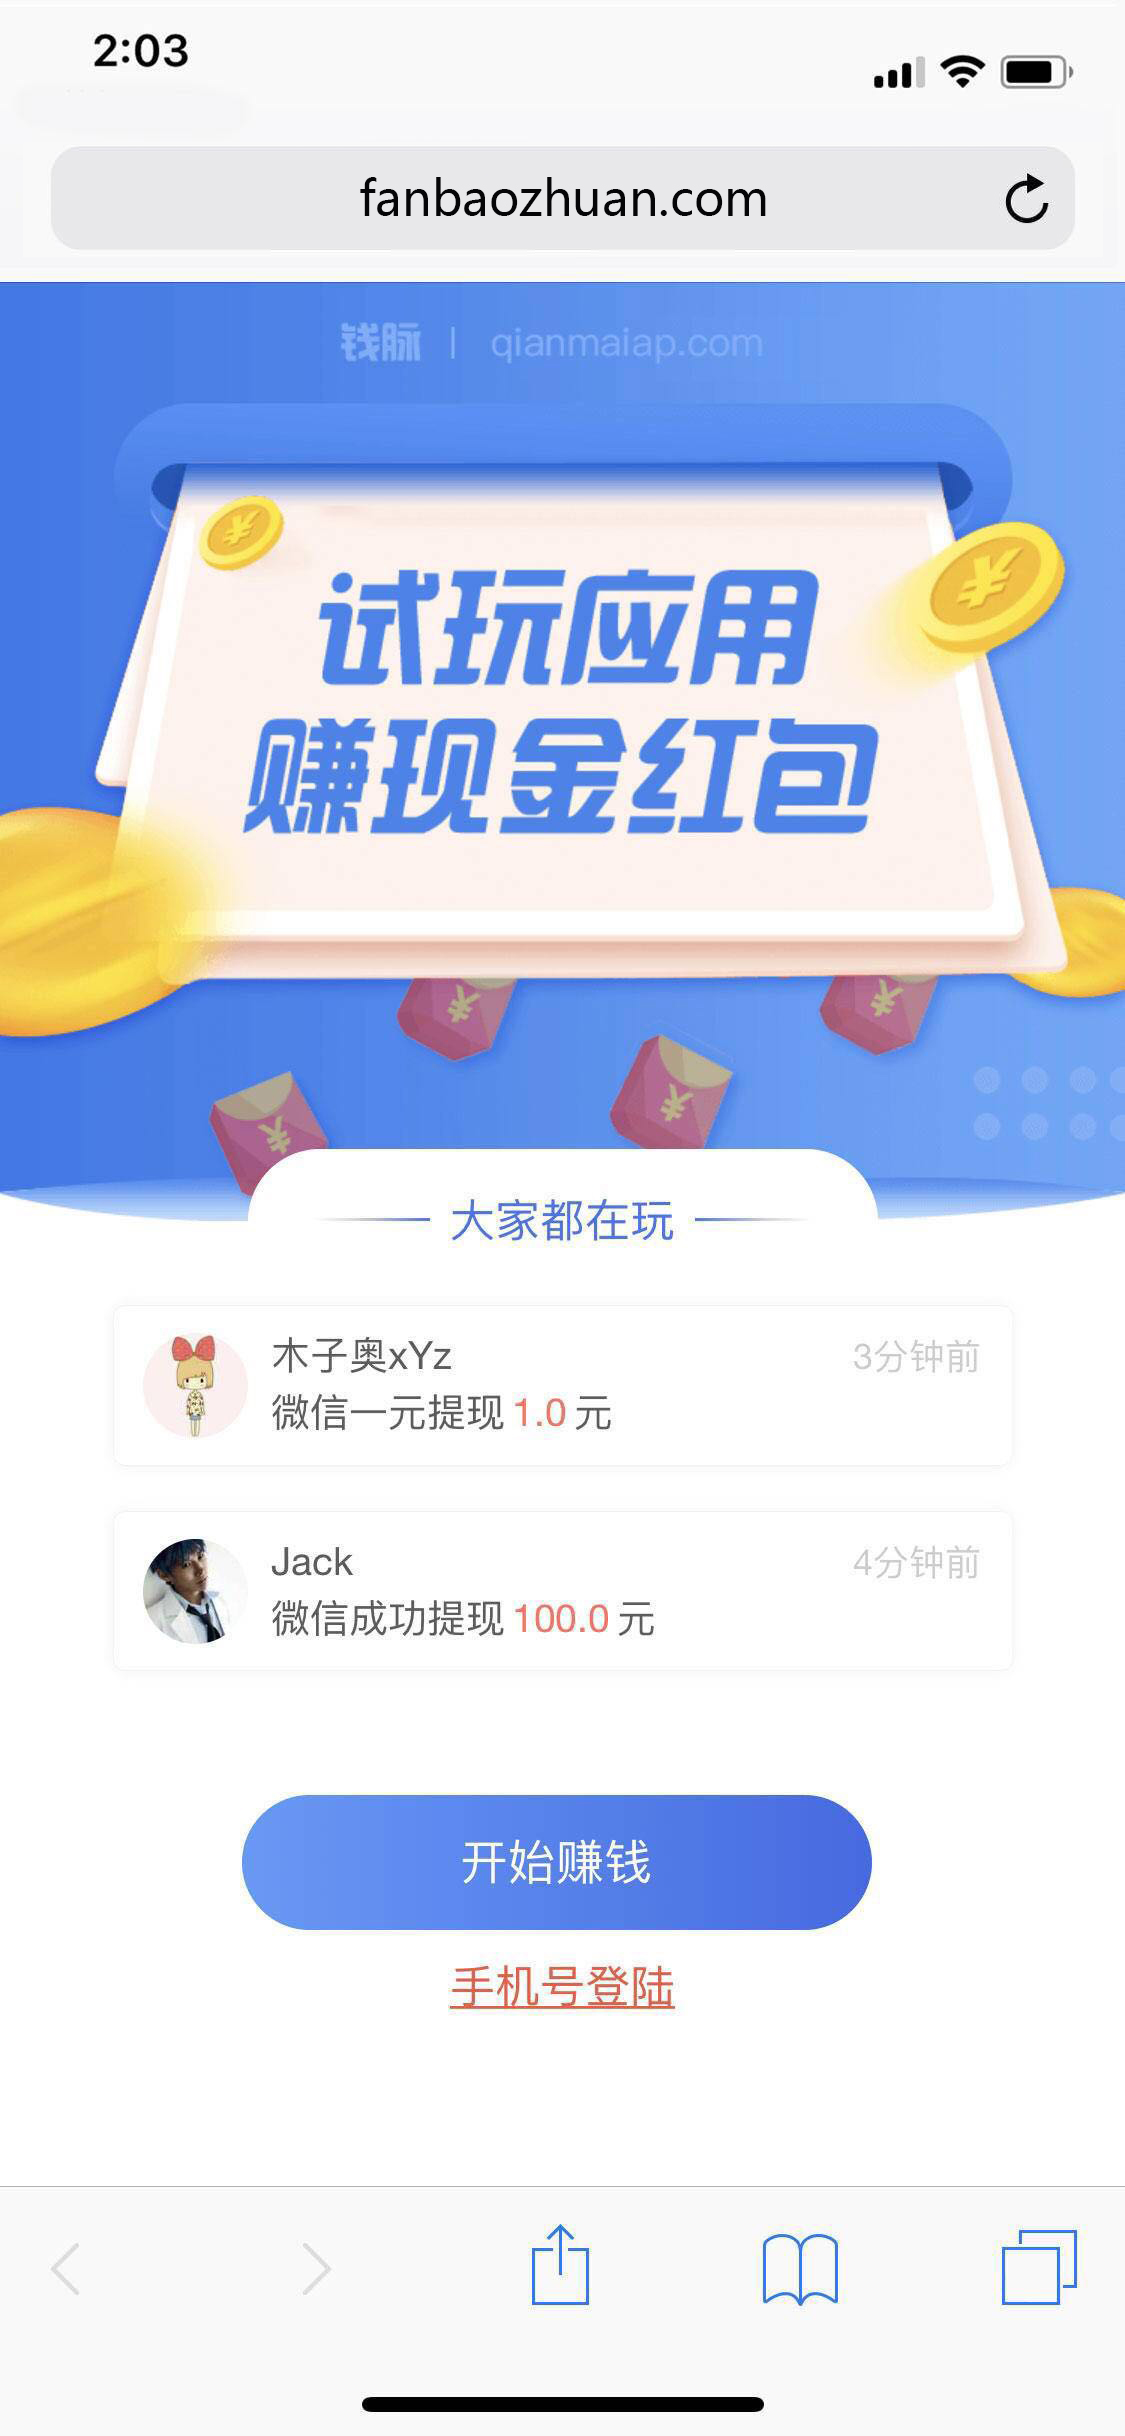 2:03
fanbaozhuan.com
钱脉 | qianmaiap.com
试玩应用
赚现金红包
大家都在玩
木子奥xYz
3分钟前
微信一元提现 1.0 元
Jack
4分钟前
微信成功提现 100.0 元
开始赚钱
手机号登陆